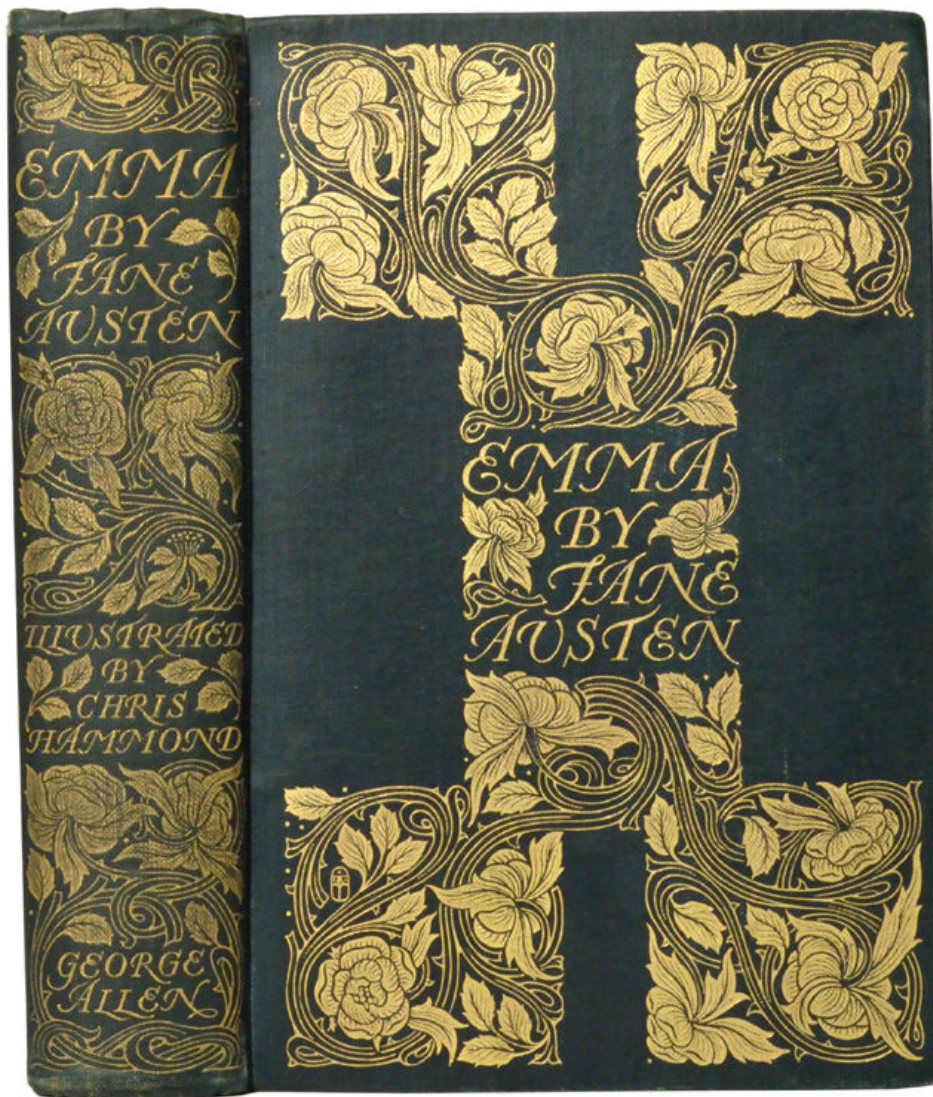 EMMA
BY
JANE
AUSTEN
ILLUSTRATED
BY
CHRIS
HAMMOND
GEORGE
ALLEN
EMMA
BY
JANE
AUSTEN